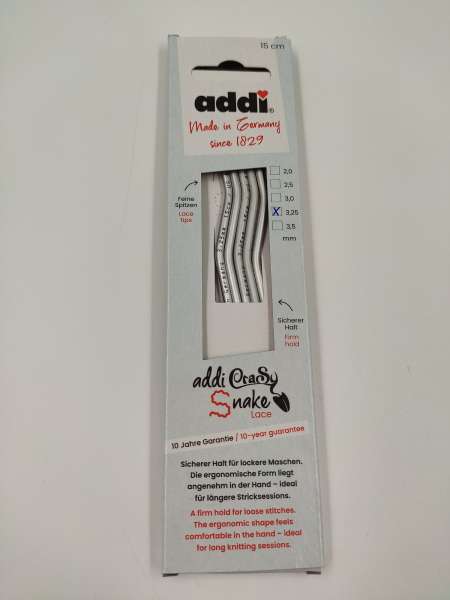 15 cm
addi®
Made in Germany
since 1829
Feine
Spitzen
Lace
tips
2,0
2,5
3,0
X 3,25
3,5
mm
Sicherer
Halt
Firm
hold
addi CraSy
Snake
Lace
10 Jahre Garantie / 10-year guarantee
Sicherer Halt für lockere Maschen.
Die ergonomische Form liegt
angenehm in der Hand – ideal
für längere Stricksessions.
A firm hold for loose stitches.
The ergonomic shape feels
comfortable in the hand – ideal
for long knitting sessions.